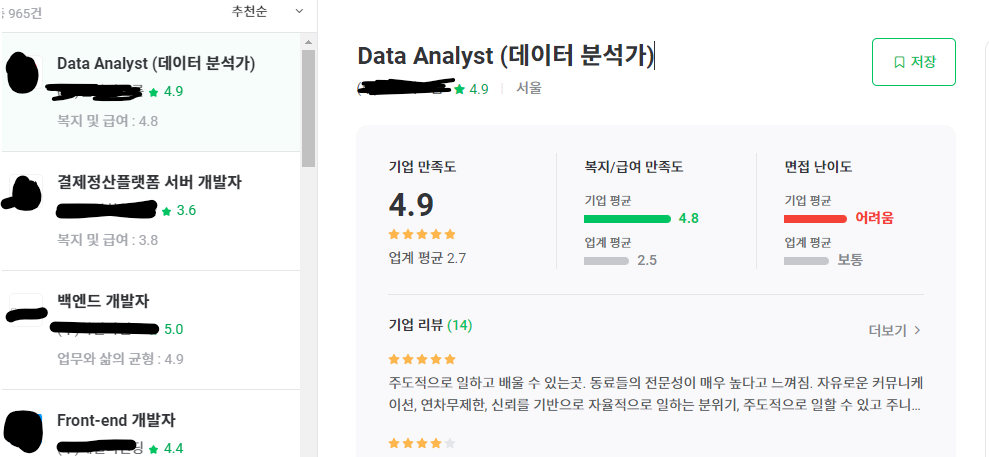 965건
추천순
Data Analyst (데이터 분석가)
4.9
복지 및 급여 : 4.8
결제정산플랫폼 서버 개발자
3.6
복지 및 급여 : 3.8
백엔드 개발자
5.0
업무와 삶의 균형 : 4.9
Front-end 개발자
4.4
Data Analyst (데이터 분석가)
4.9 서울
저장
기업 만족도
4.9
업계 평균 2.7
복지/급여 만족도
기업 평균
4.8
업계 평균
2.5
면접 난이도
기업 평균
어려움
업계 평균
보통
기업 리뷰 (14)
더보기
주도적으로 일하고 배울 수 있는곳. 동료들의 전문성이 매우 높다고 느껴짐. 자유로운 커뮤니케
이션, 연차무제한, 신뢰를 기반으로 자율적으로 일하는 분위기, 주도적으로 일할 수 있고 주니...